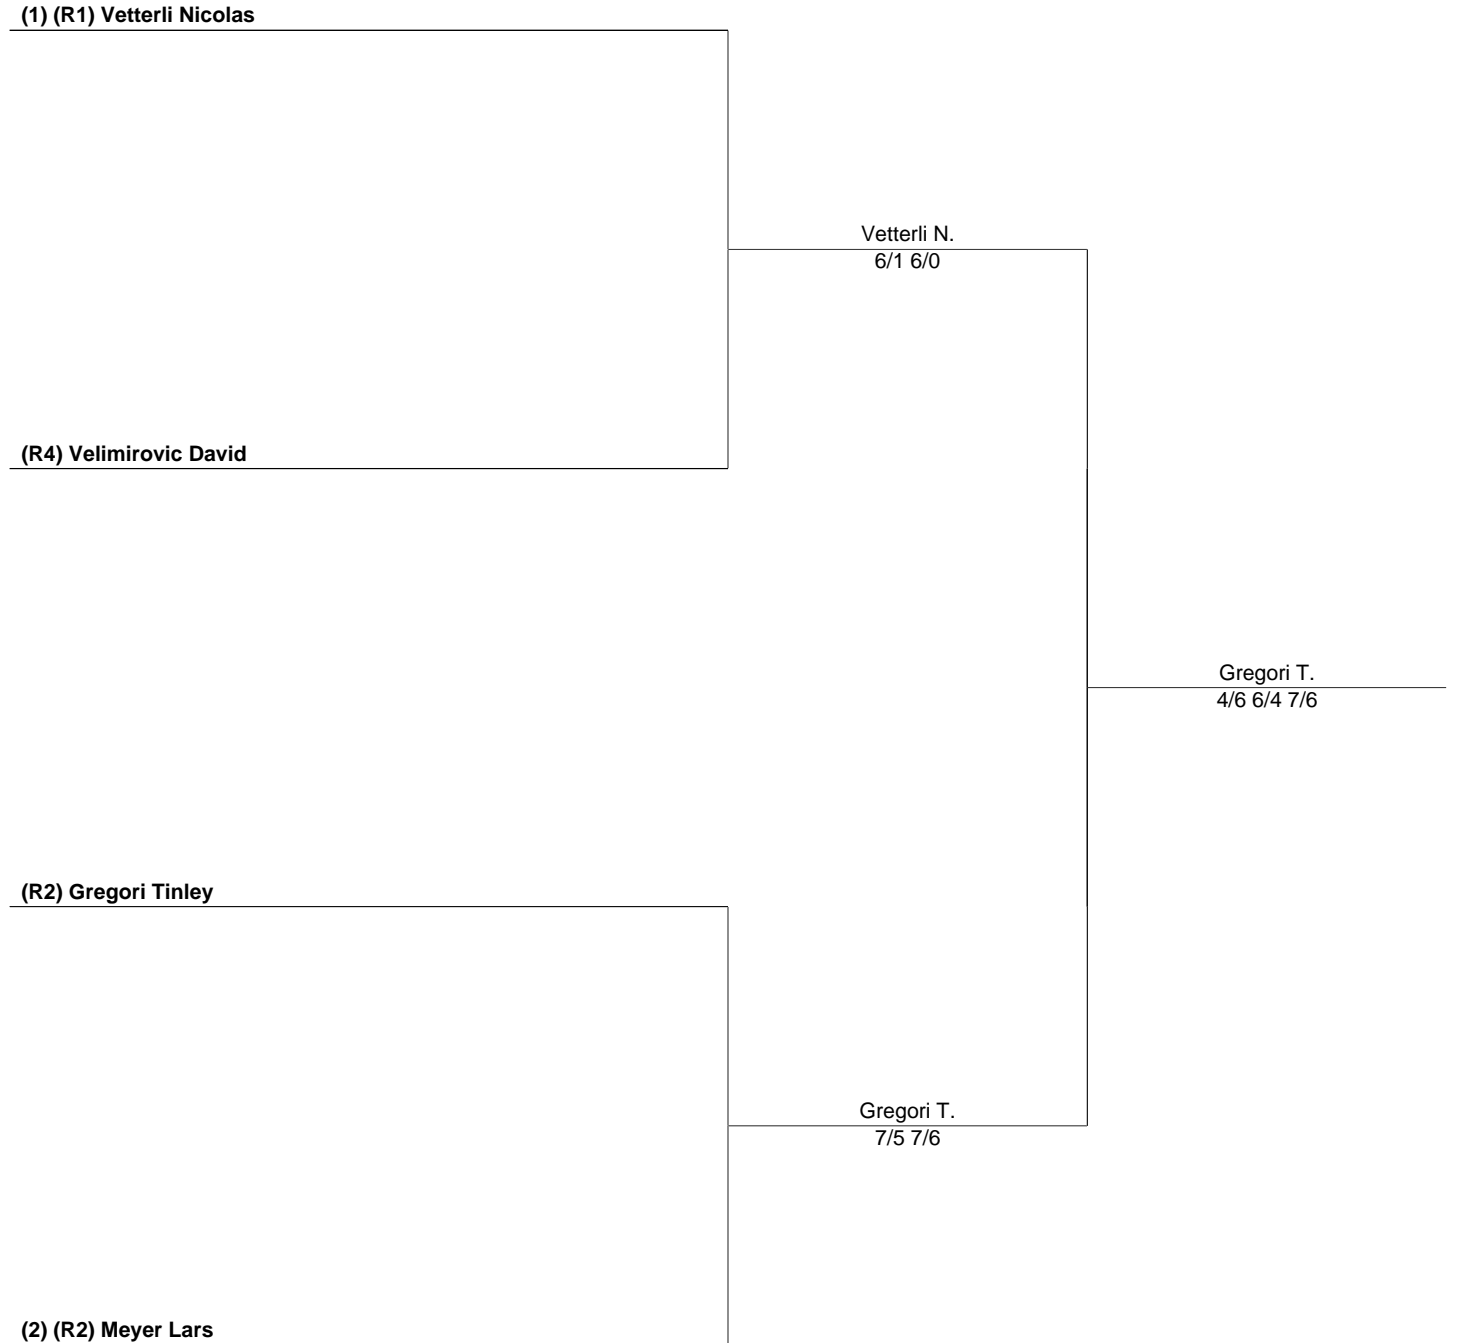 (1) (R1) Vetterli Nicolas
Vetterli N.
6/1 6/0
(R4) Velimirovic David
Gregori T.
4/6 6/4 7/6
(R2) Gregori Tinley
Gregori T.
7/5 7/6
(2) (R2) Meyer Lars